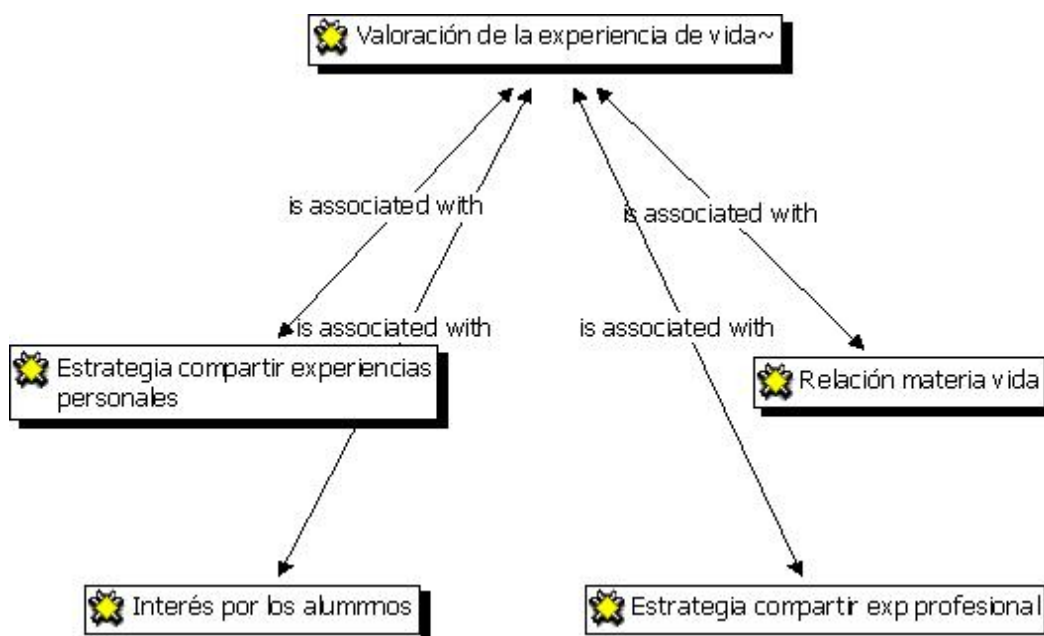 Valoración de la experiencia de vida~
is associated with
is associated with
is associated with
is associated with
Estrategia compartir experiencias
personales
Relación materia vida
Interés por los alummnos
Estrategia compartir exp profesional